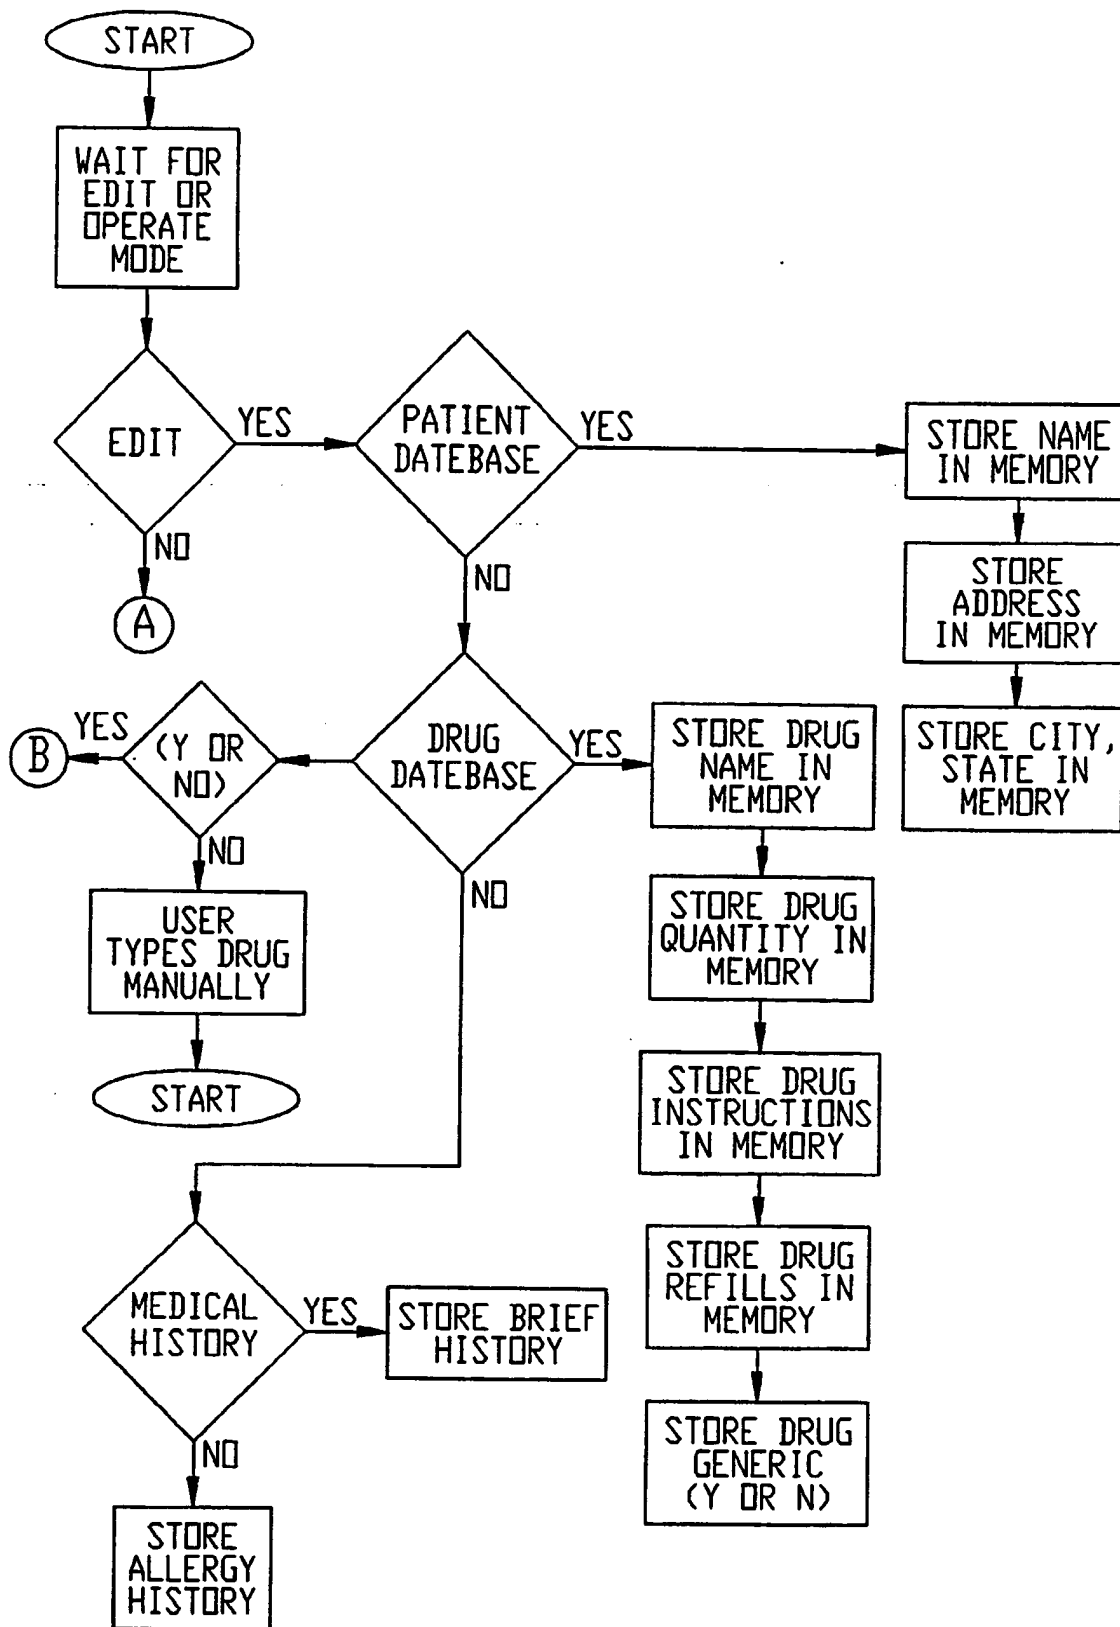 START
WAIT FOR
EDIT OR
OPERATE
MODE
EDIT
YES
NO
A
PATIENT
DATEBASE
YES
NO
STORE NAME
IN MEMORY
STORE
ADDRESS
IN MEMORY
STORE CITY,
STATE IN
MEMORY
DRUG
DATEBASE
YES
NO
(Y OR
NO)
YES
B
NO
USER
TYPES DRUG
MANUALLY
START
STORE DRUG
NAME IN
MEMORY
STORE DRUG
QUANTITY IN
MEMORY
STORE DRUG
INSTRUCTIONS
IN MEMORY
STORE DRUG
REFILLS IN
MEMORY
STORE DRUG
GENERIC
(Y OR N)
MEDICAL
HISTORY
YES
STORE BRIEF
HISTORY
NO
STORE
ALLERGY
HISTORY